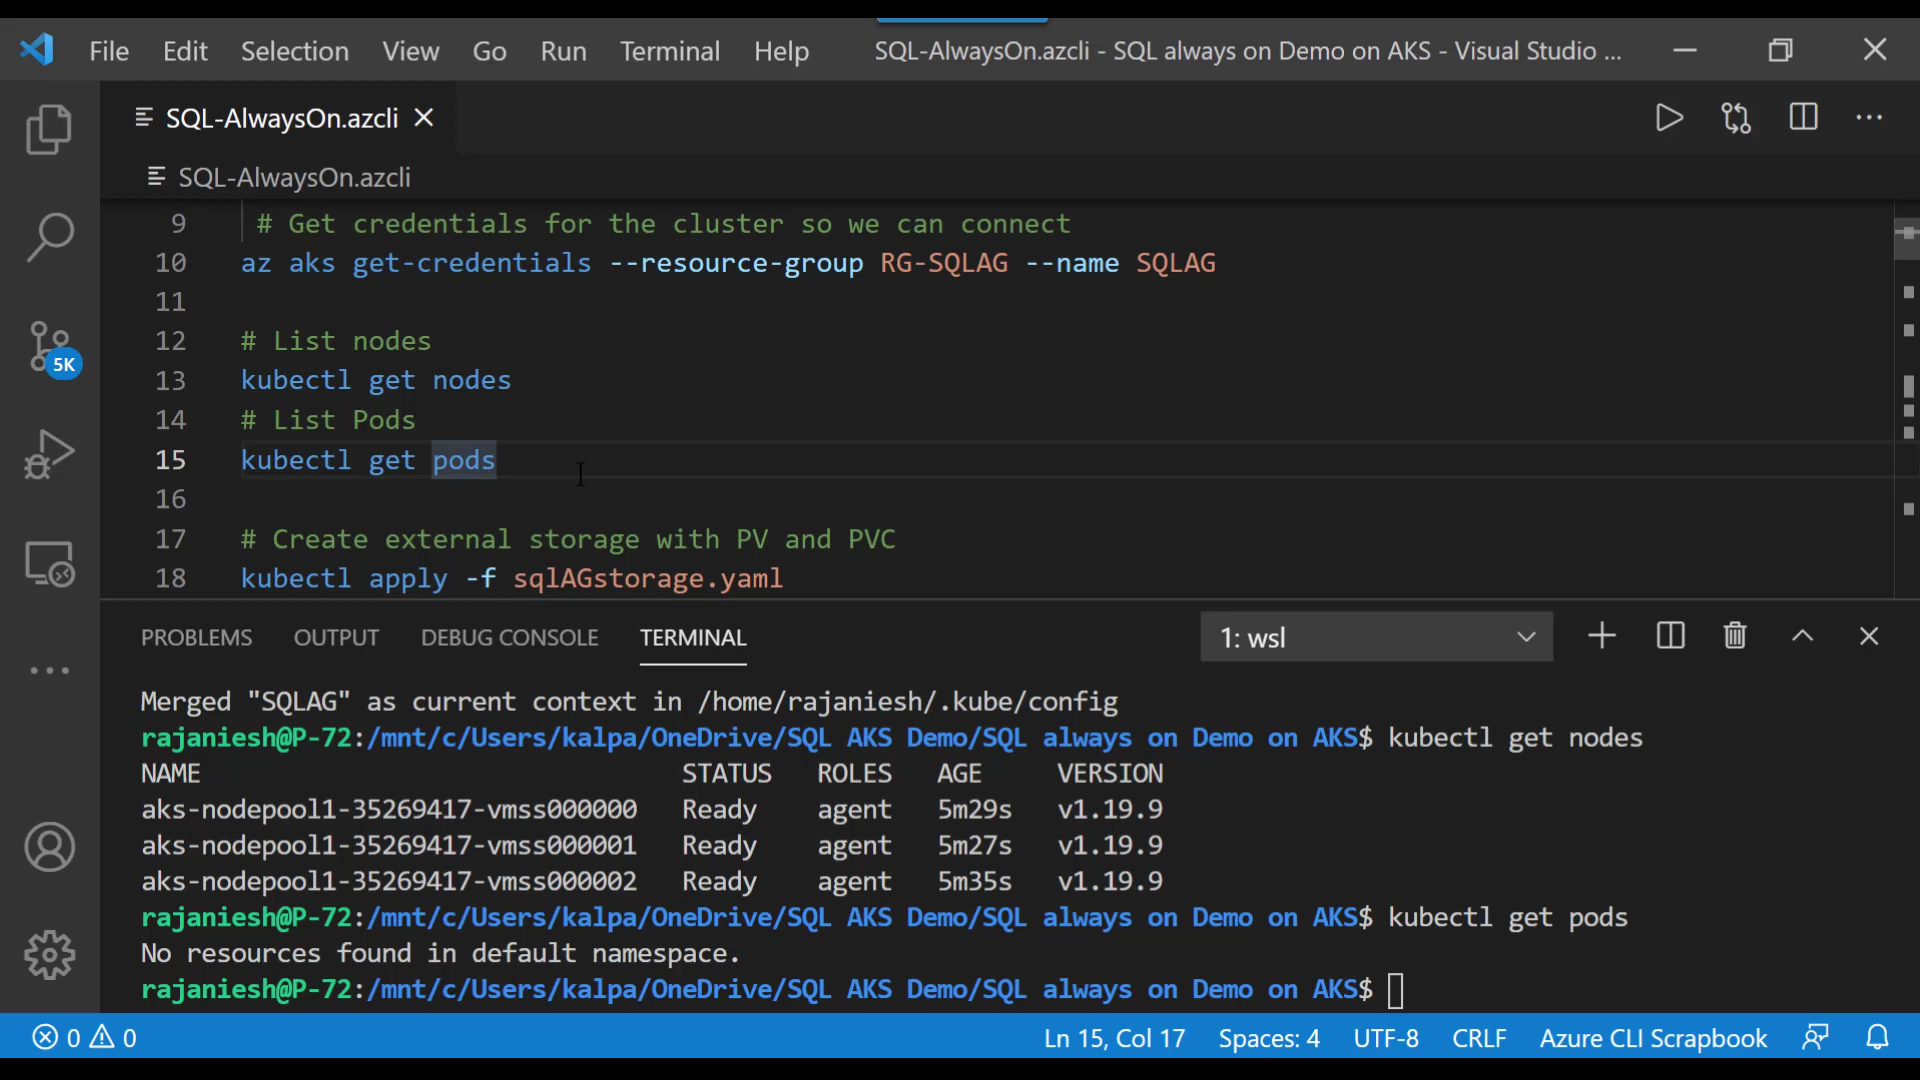 File Edit Selection View Go Run Terminal Help SQL-AlwaysOn.azcli - SQL always on Demo on AKS - Visual Studio ...
SQL-AlwaysOn.azcli
SQL-AlwaysOn.azcli
9 # Get credentials for the cluster so we can connect
10 az aks get-credentials --resource-group RG-SQLAG --name SQLAG
11
12 # List nodes
13 kubectl get nodes
14 # List Pods
15 kubectl get pods
16
17 # Create external storage with PV and PVC
18 kubectl apply -f sqlAGstorage.yaml
5K
PROBLEMS OUTPUT DEBUG CONSOLE TERMINAL 1: wsl
Merged "SQLAG" as current context in /home/rajaniesh/.kube/config
rajaniesh@P-72:/mnt/c/Users/kalpa/OneDrive/SQL AKS Demo/SQL always on Demo on AKS$ kubectl get nodes
NAME STATUS ROLES AGE VERSION
aks-nodepool1-35269417-vmss000000 Ready agent 5m29s v1.19.9
aks-nodepool1-35269417-vmss000001 Ready agent 5m27s v1.19.9
aks-nodepool1-35269417-vmss000002 Ready agent 5m35s v1.19.9
rajaniesh@P-72:/mnt/c/Users/kalpa/OneDrive/SQL AKS Demo/SQL always on Demo on AKS$ kubectl get pods
No resources found in default namespace.
rajaniesh@P-72:/mnt/c/Users/kalpa/OneDrive/SQL AKS Demo/SQL always on Demo on AKS$
0 0 Ln 15, Col 17 Spaces: 4 UTF-8 CRLF Azure CLI Scrapbook